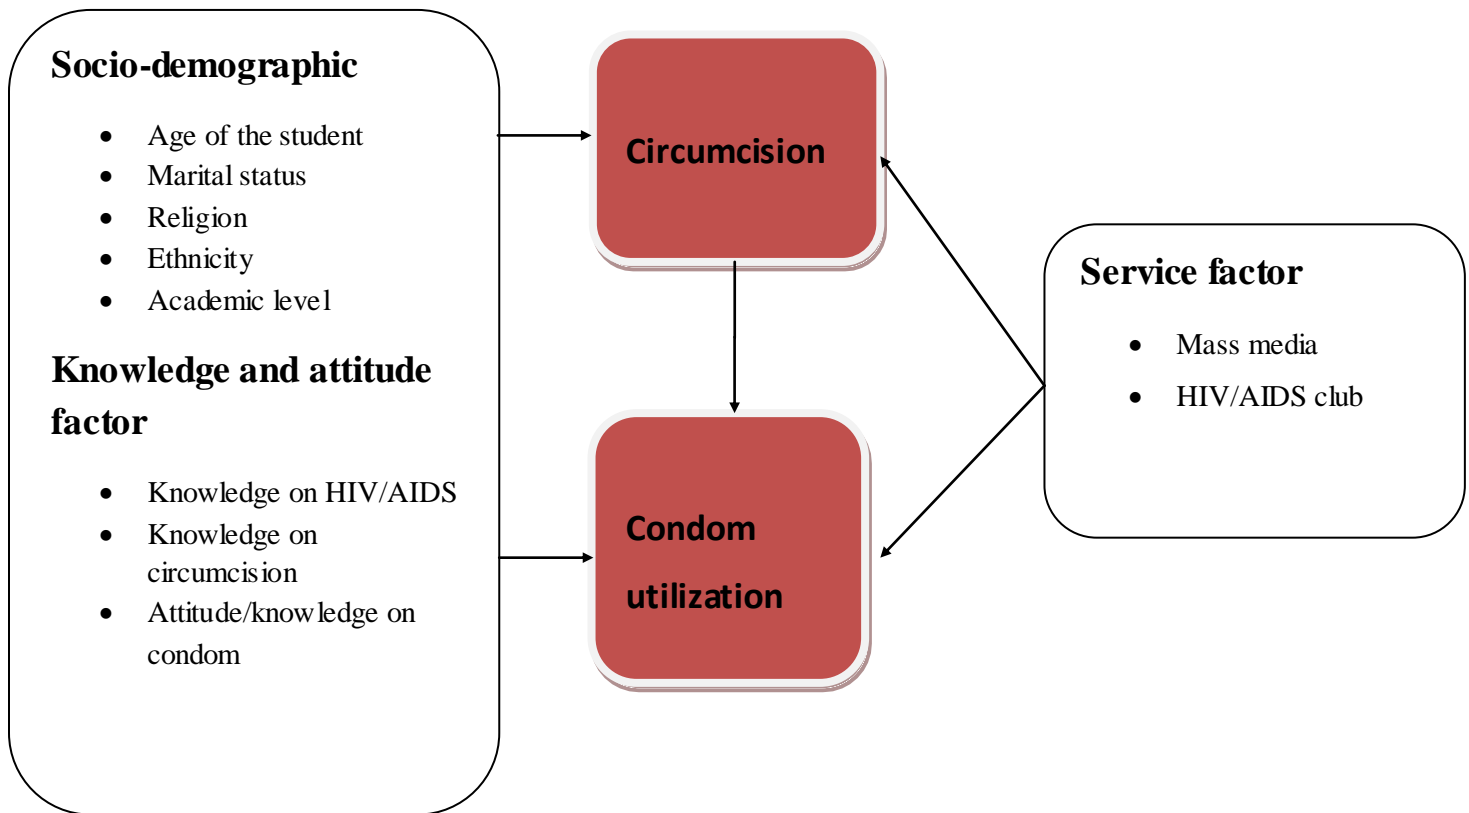 Socio-demographic
• Age of the student
• Marital status
• Religion
• Ethnicity
• Academic level
Knowledge and attitude
factor
• Knowledge on HIV/AIDS
• Knowledge on
circumcision
• Attitude/knowledge on
condom
Circumcision
Condom
utilization
Service factor
• Mass media
• HIV/AIDS club